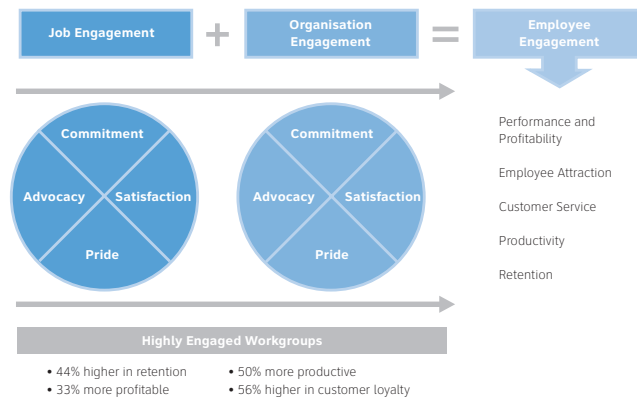 Job Engagement
+
Organisation
Engagement
=
Employee
Engagement
Commitment
Advocacy
Satisfaction
Pride
Commitment
Advocacy
Satisfaction
Pride
Performance and
Profitability
Employee Attraction
Customer Service
Productivity
Retention
Highly Engaged Workgroups
• 44% higher in retention
• 33% more profitable
• 50% more productive
• 56% higher in customer loyalty